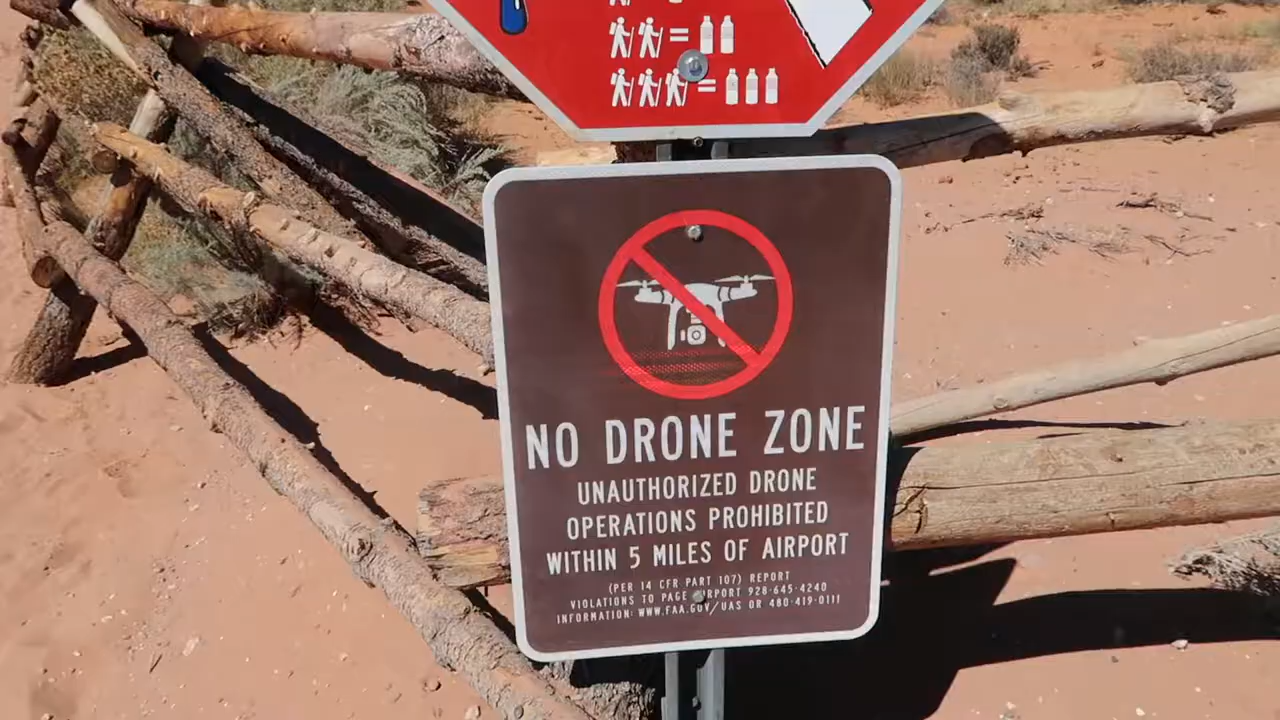 NO DRONE ZONE
UNAUTHORIZED DRONE
OPERATIONS PROHIBITED
WITHIN 5 MILES OF AIRPORT
(PER 14 CFR PART 107) REPORT
VIOLATIONS TO PAGE AIRPORT 928-645-4240
INFORMATION: WWW.FAA.GOV/UAS OR 480-419-0111